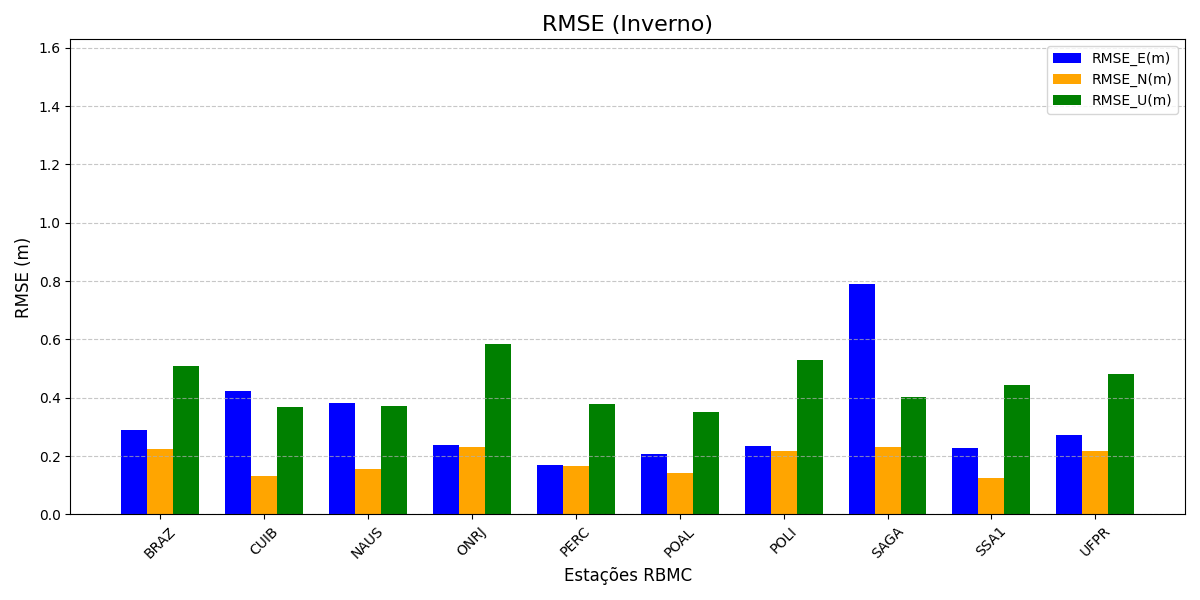 RMSE (Inverno)
RMSE (m)
1.6
1.4
1.2
1.0
0.8
0.6
0.4
0.2
0.0
RMSE_E(m)
RMSE_N(m)
RMSE_U(m)
BRAZ
CUIB
NAUS
ONRJ
PERC
POAL
POLI
SAGA
SSA1
UFPR
Estações RBMC